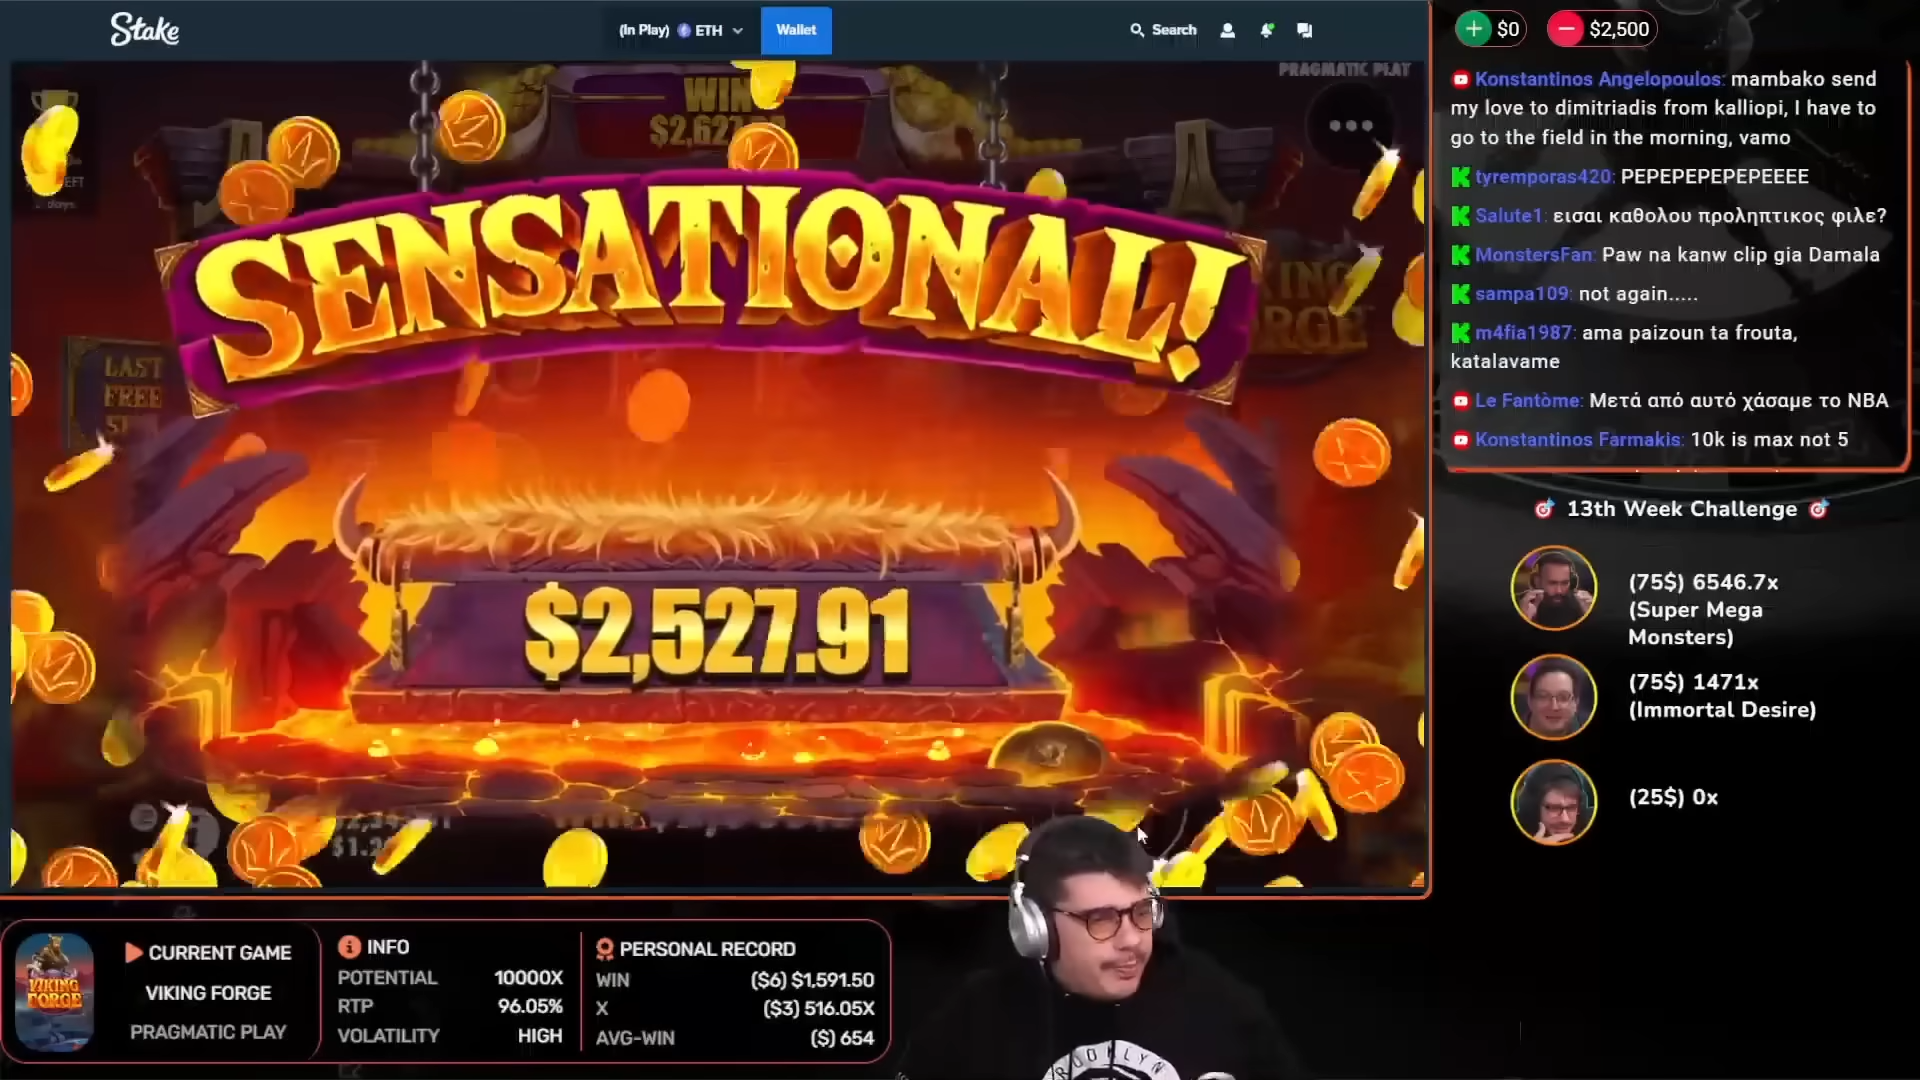 Stake
(In Play) ETH
Wallet
Search
PRAGMATIC PLAY
WIN
SENSATIONAL!
LAST
FREE
$2,527.91
$0
$2,500
Konstantinos Angelopoulos: mambako send
my love to dimitriadis from kalliopi, I have to
go to the field in the morning, vamo
tyremporas420: PEPEPEPEPEPEEEE
Salute1: εισαι καθολου προληπτικος φιλε?
MonstersFan: Paw na kanw clip gia Damala
sampa109: not again.....
m4fia1987: ama paizoun ta frouta,
katalavame
Le Fantòme: Μετά από αυτό χάσαμε το NBA
Konstantinos Farmakis: 10k is max not 5
13th Week Challenge
(75$) 6546.7x
(Super Mega
Monsters)
(75$) 1471x
(Immortal Desire)
(25$) 0x
CURRENT GAME
VIKING FORGE
PRAGMATIC PLAY
VIKING
FORGE
INFO
POTENTIAL 10000X
RTP 96.05%
VOLATILITY HIGH
PERSONAL RECORD
WIN ($6) $1,591.50
X ($3) 516.05X
AVG-WIN ($) 654